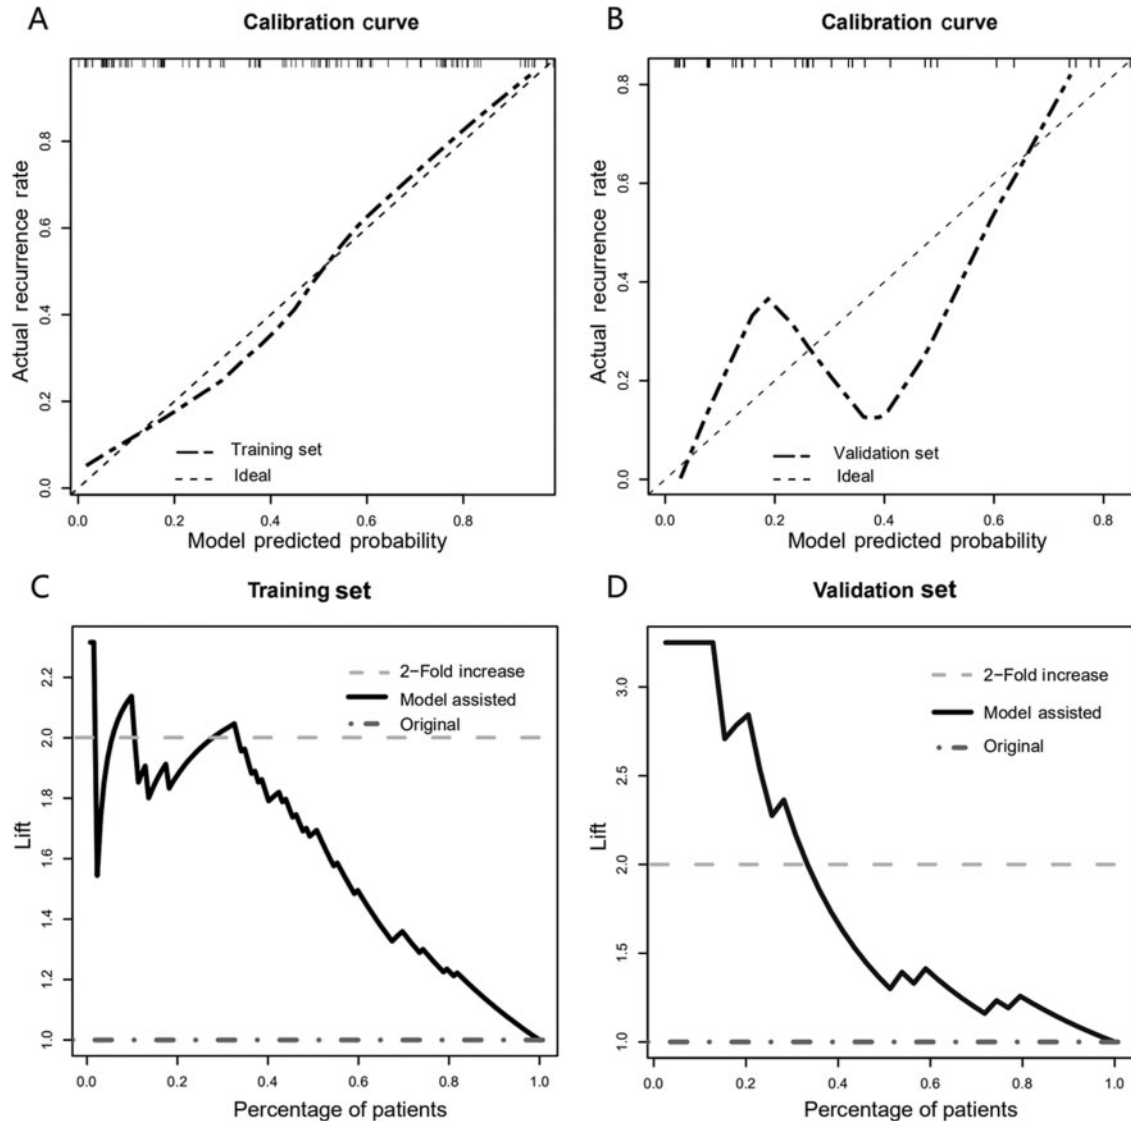 A
Calibration curve
Actual recurrence rate
0.8
0.6
0.4
0.2
0.0
Training set
Ideal
0.0 0.2 0.4 0.6 0.8
Model predicted probability
B
Calibration curve
Actual recurrence rate
0.8
0.6
0.4
0.2
0.0
Validation set
Ideal
0.0 0.2 0.4 0.6 0.8
Model predicted probability
C
Training set
Lift
2.2
2.0
1.8
1.6
1.4
1.2
1.0
2-Fold increase
Model assisted
Original
0.0 0.2 0.4 0.6 0.8 1.0
Percentage of patients
D
Validation set
Lift
3.0
2.5
2.0
1.5
1.0
2-Fold increase
Model assisted
Original
0.0 0.2 0.4 0.6 0.8 1.0
Percentage of patients